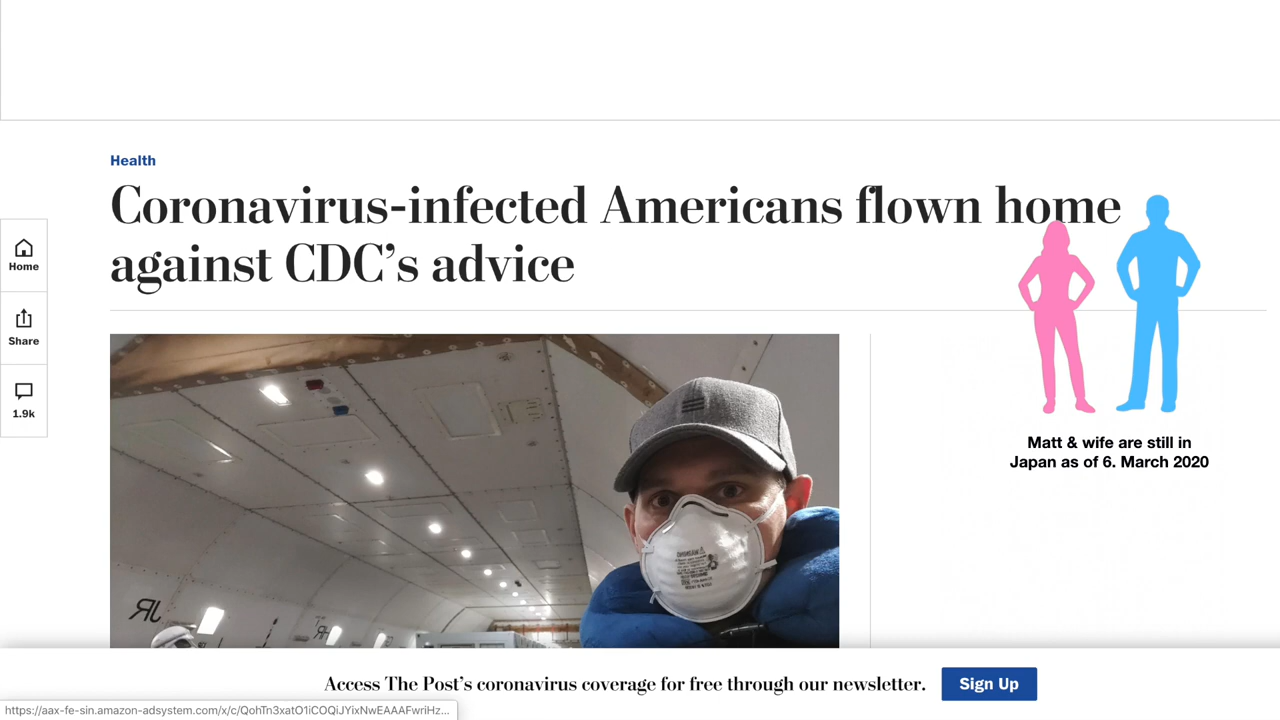 Health
Coronavirus-infected Americans flown home
against CDC’s advice
Home
Share
1.9k
Matt & wife are still in
Japan as of 6. March 2020
Access The Post’s coronavirus coverage for free through our newsletter.
Sign Up
https://aax-fe-sin.amazon-adsystem.com/x/c/QohTn3xatO1iCOQiJYixNwEAAAFwriHz...